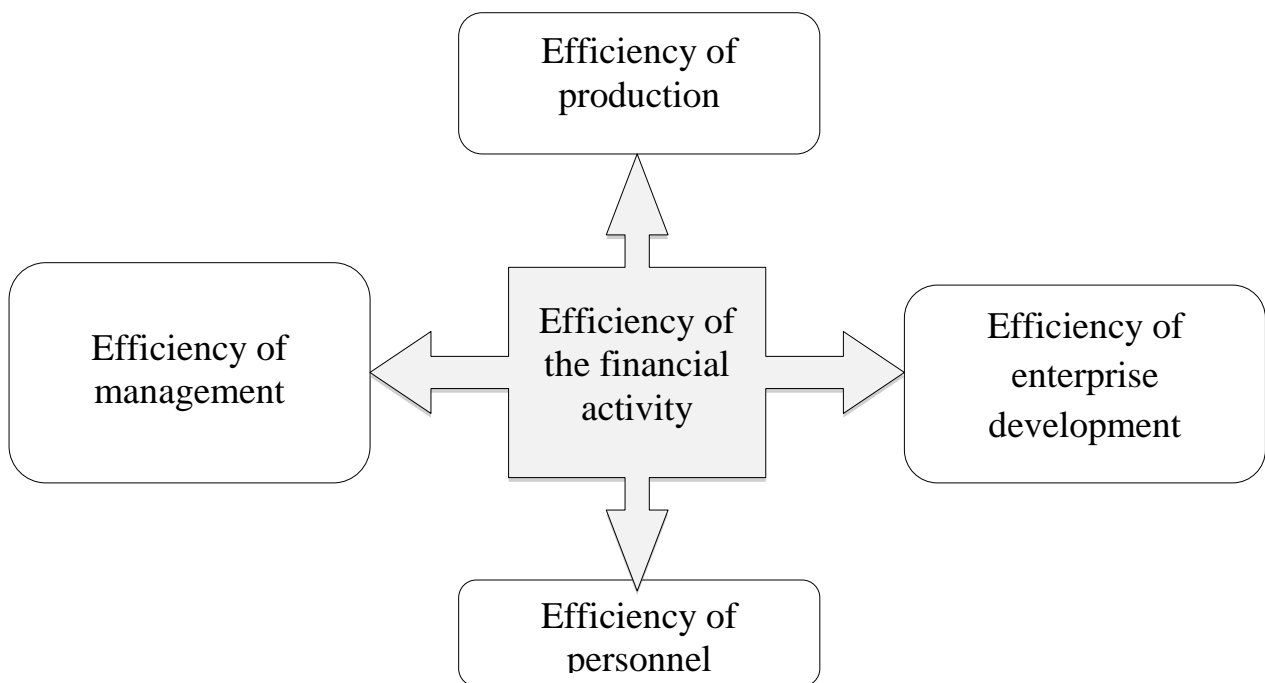 Efficiency of
production
Efficiency of
management
Efficiency of
the financial
activity
Efficiency of
enterprise
development
Efficiency of
personnel